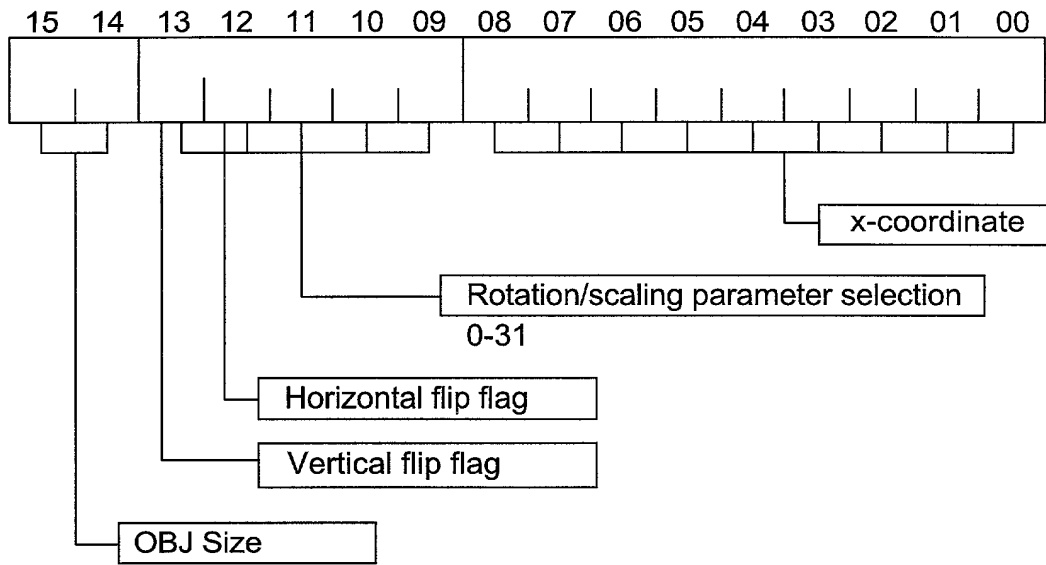 15 14 13 12 11 10 09 08 07 06 05 04 03 02 01 00
x-coordinate
Rotation/scaling parameter selection
0-31
Horizontal flip flag
Vertical flip flag
OBJ Size